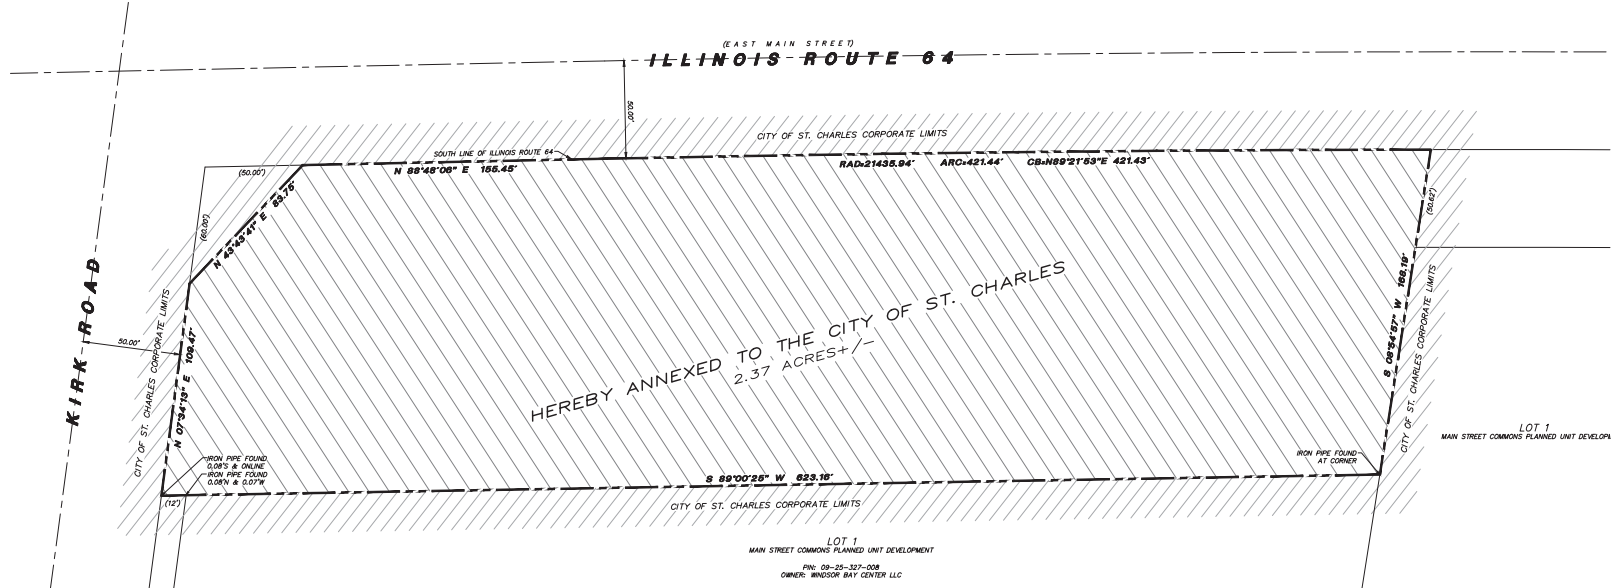 (EAST MAIN STREET)
ILLINOIS ROUTE 64
50.00'
CITY OF ST. CHARLES CORPORATE LIMITS
SOUTH LINE OF ILLINOIS ROUTE 64
N 88°48'06" E 155.45'
RAD=21435.94' ARC=421.44' CB=N89°21'53"E 421.43'
(50.00')
(60.00')
N 43°43'41" E 83.75'
(50.62')
KIRK ROAD
50.00'
CITY OF ST. CHARLES CORPORATE LIMITS
N 07°34'13" E 109.47'
HEREBY ANNEXED TO THE CITY OF ST. CHARLES
2.37 ACRES+/-
S 08°54'57" W 168.19'
CITY OF ST. CHARLES CORPORATE LIMITS
LOT 1
MAIN STREET COMMONS PLANNED UNIT DEVELOP
IRON PIPE FOUND
0.08'S & ONLINE
IRON PIPE FOUND
0.08'N & 0.07'W
IRON PIPE FOUND
AT CORNER
S 89°00'25" W 623.16'
(12')
CITY OF ST. CHARLES CORPORATE LIMITS
LOT 1
MAIN STREET COMMONS PLANNED UNIT DEVELOPMENT
PIN: 09-25-327-008
OWNER: WINDSOR BAY CENTER LLC